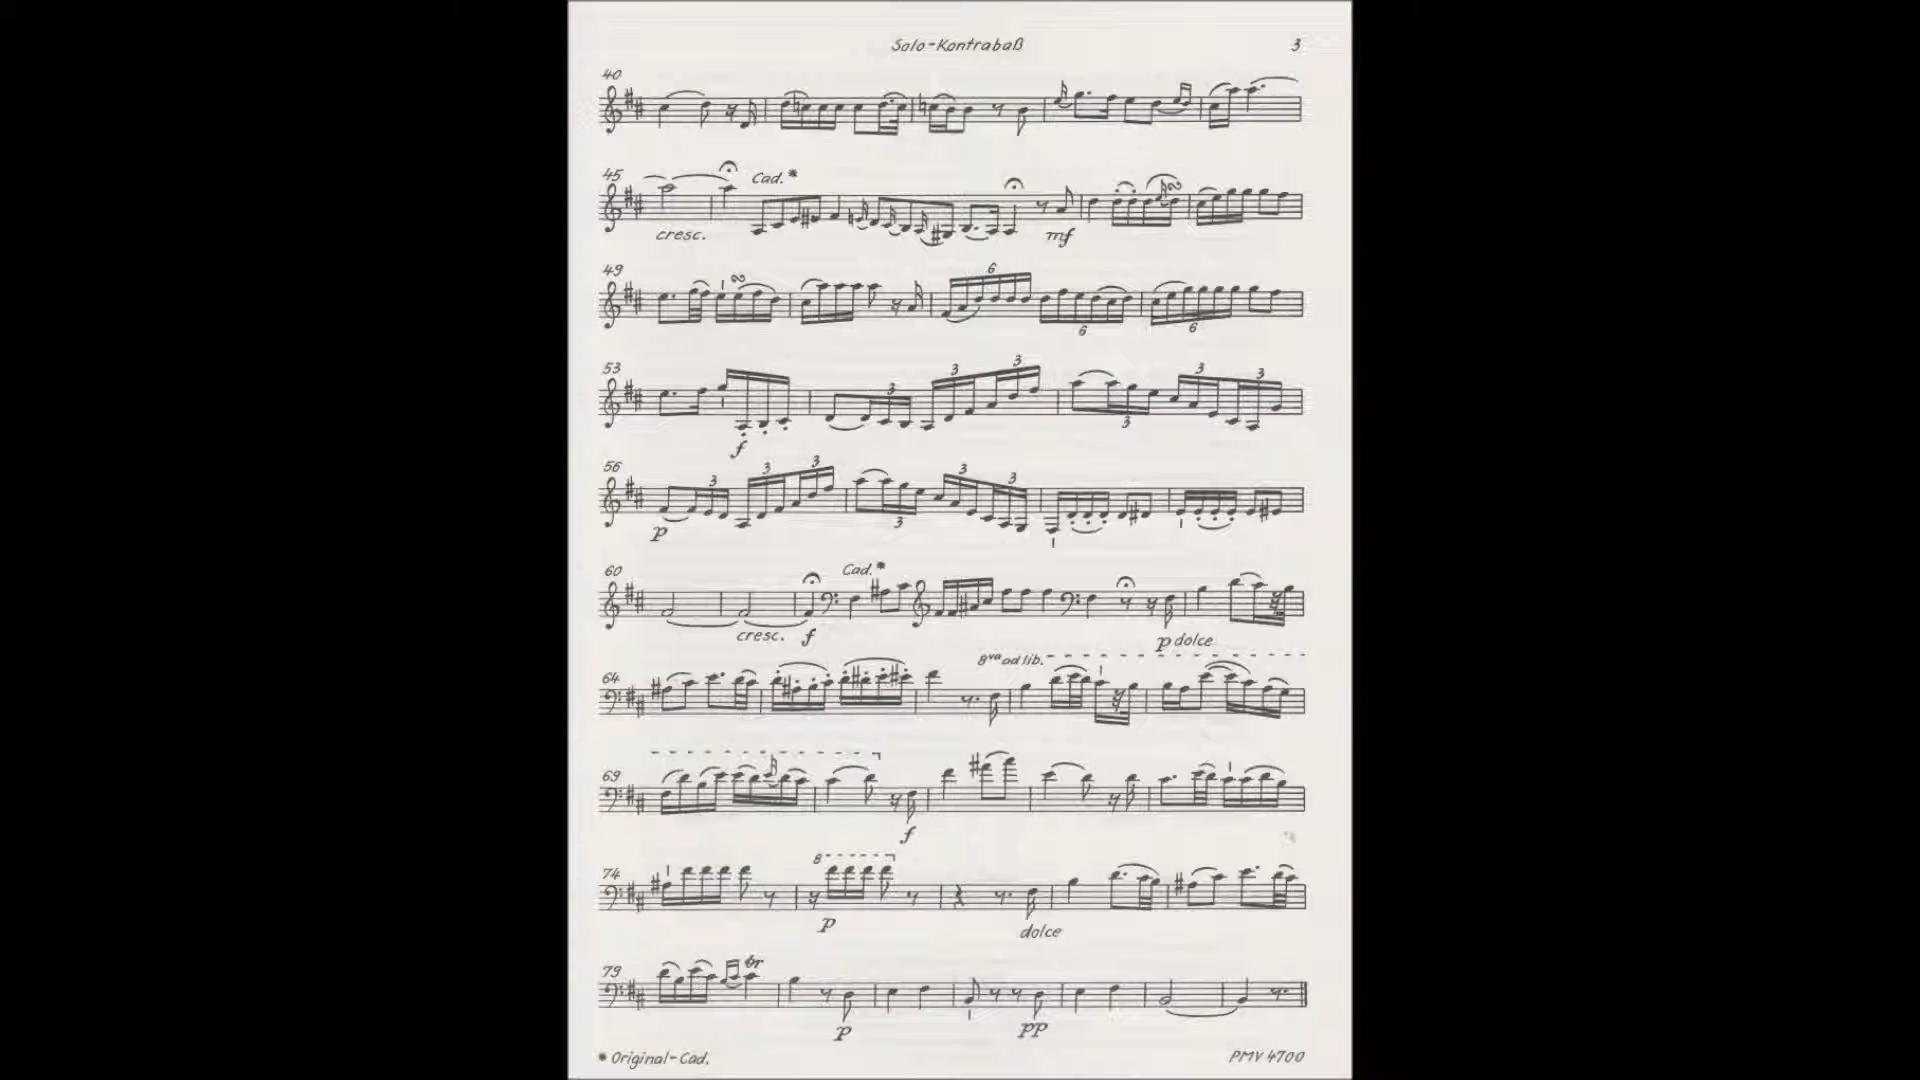 Solo-Kontrabaß 3
40
45 Cad.*
cresc. mf
49 6
6 6
53 3 3 3 3 3
f 3
56 3 3 3 3 3
p 3
60 Cad.*
cresc. f p dolce
64 8va ad lib.
69
f
74 8
p dolce
79 tr
p pp
* Original-Cad. PMV 4700